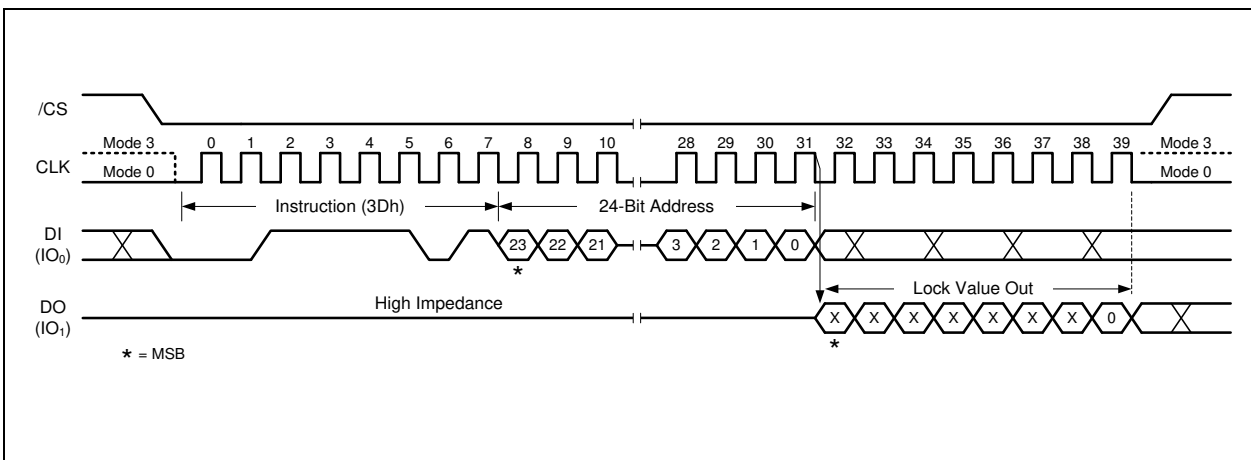 /CS
Mode 3 0 1 2 3 4 5 6 7 8 9 10 28 29 30 31 32 33 34 35 36 37 38 39 Mode 3
CLK
Mode 0 Mode 0
Instruction (3Dh) 24-Bit Address
DI
(IO₀)
23 22 21 3 2 1 0
*
High Impedance Lock Value Out
DO
(IO₁)
X X X X X X X 0
*
* = MSB